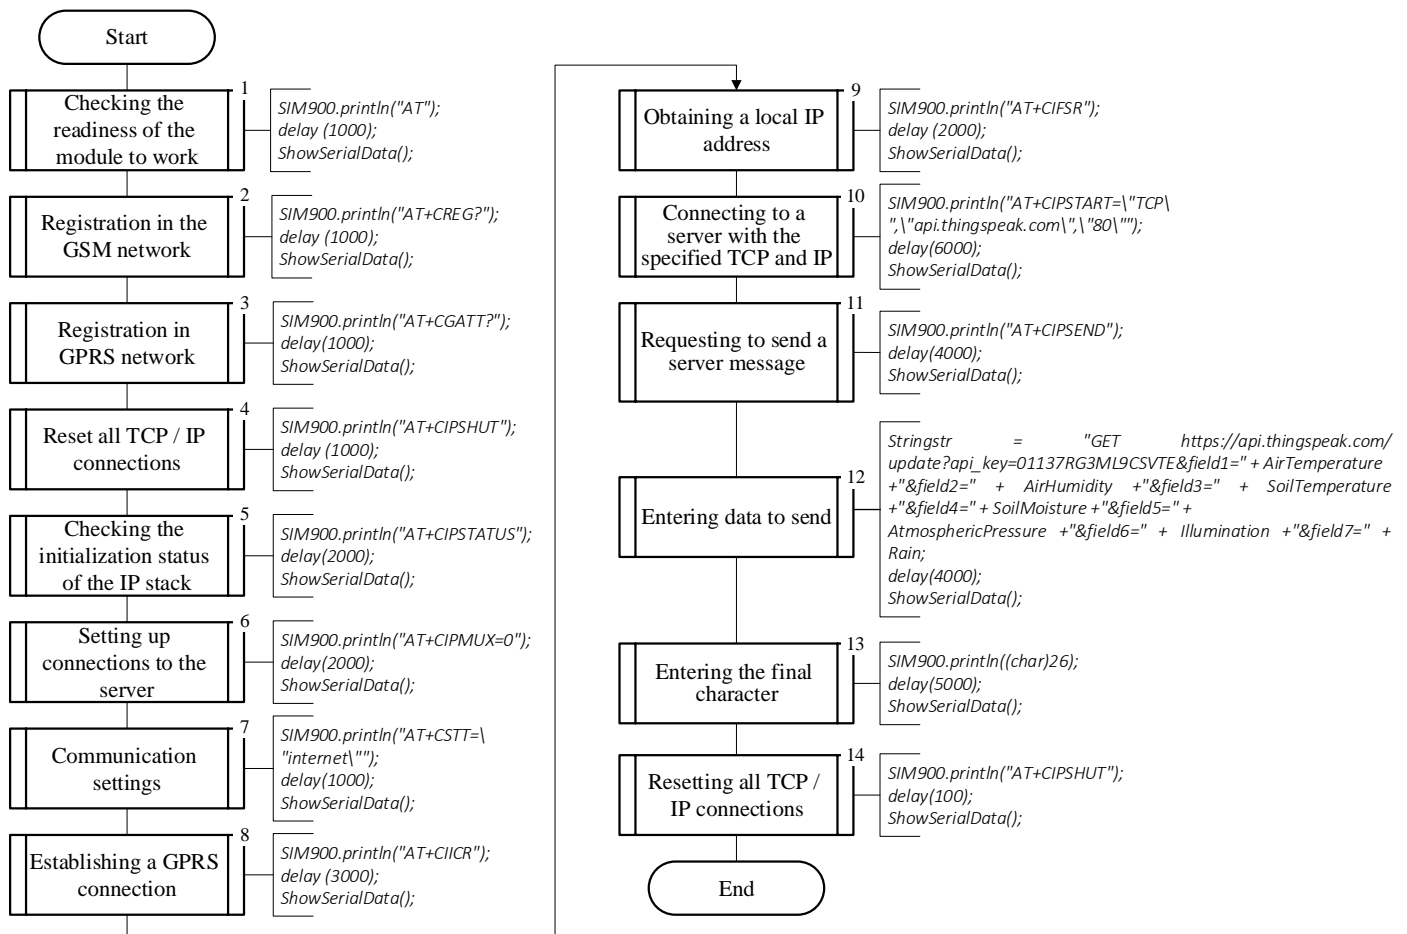 Start
1
Checking the
readiness of the
module to work
SIM900.println("AT");
delay (1000);
ShowSerialData();
2
Registration in the
GSM network
SIM900.println("AT+CREG?");
delay (1000);
ShowSerialData();
3
Registration in
GPRS network
SIM900.println("AT+CGATT?");
delay(1000);
ShowSerialData();
4
Reset all TCP / IP
connections
SIM900.println("AT+CIPSHUT");
delay (1000);
ShowSerialData();
5
Checking the
initialization status
of the IP stack
SIM900.println("AT+CIPSTATUS");
delay(2000);
ShowSerialData();
6
Setting up
connections to the
server
SIM900.println("AT+CIPMUX=0");
delay(2000);
ShowSerialData();
7
Communication
settings
SIM900.println("AT+CSTT=\
"internet\"");
delay(1000);
ShowSerialData();
8
Establishing a GPRS
connection
SIM900.println("AT+CIICR");
delay (3000);
ShowSerialData();
9
Obtaining a local IP
address
SIM900.println("AT+CIFSR");
delay (2000);
ShowSerialData();
10
Connecting to a
server with the
specified TCP and IP
SIM900.println("AT+CIPSTART=\"TCP\
",\"api.thingspeak.com\",\"80\"");
delay(6000);
ShowSerialData();
11
Requesting to send a
server message
SIM900.println("AT+CIPSEND");
delay(4000);
ShowSerialData();
12
Entering data to send
Stringstr = "GET https://api.thingspeak.com/
update?api_key=01137RG3ML9CSVTE&field1=" + AirTemperature
+"&field2=" + AirHumidity +"&field3=" + SoilTemperature
+"&field4=" + SoilMoisture +"&field5=" +
AtmosphericPressure +"&field6=" + Illumination +"&field7=" +
Rain;
delay(4000);
ShowSerialData();
13
Entering the final
character
SIM900.println((char)26);
delay(5000);
ShowSerialData();
14
Resetting all TCP /
IP connections
SIM900.println("AT+CIPSHUT");
delay(100);
ShowSerialData();
End